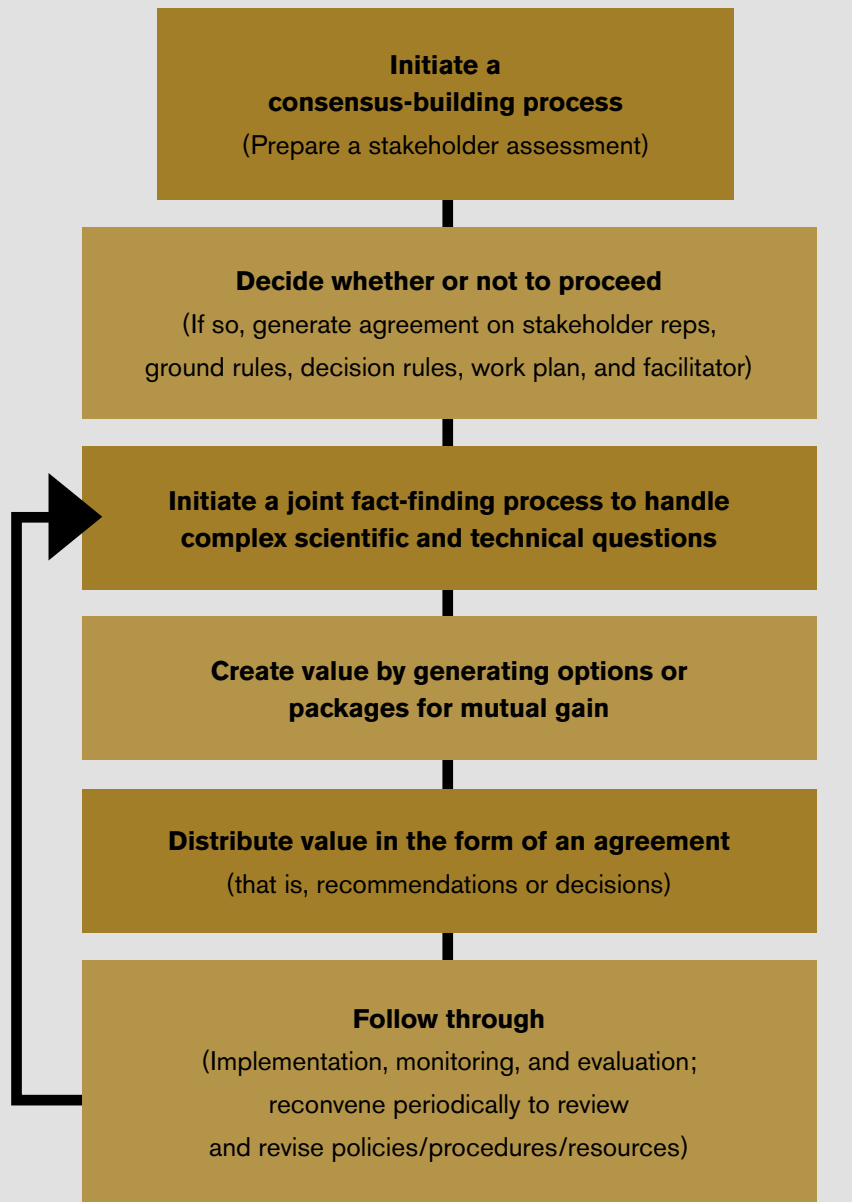 Initiate a
consensus-building process
(Prepare a stakeholder assessment)
Decide whether or not to proceed
(If so, generate agreement on stakeholder reps,
ground rules, decision rules, work plan, and facilitator)
Initiate a joint fact-finding process to handle
complex scientific and technical questions
Create value by generating options or
packages for mutual gain
Distribute value in the form of an agreement
(that is, recommendations or decisions)
Follow through
(Implementation, monitoring, and evaluation;
reconvene periodically to review
and revise policies/procedures/resources)